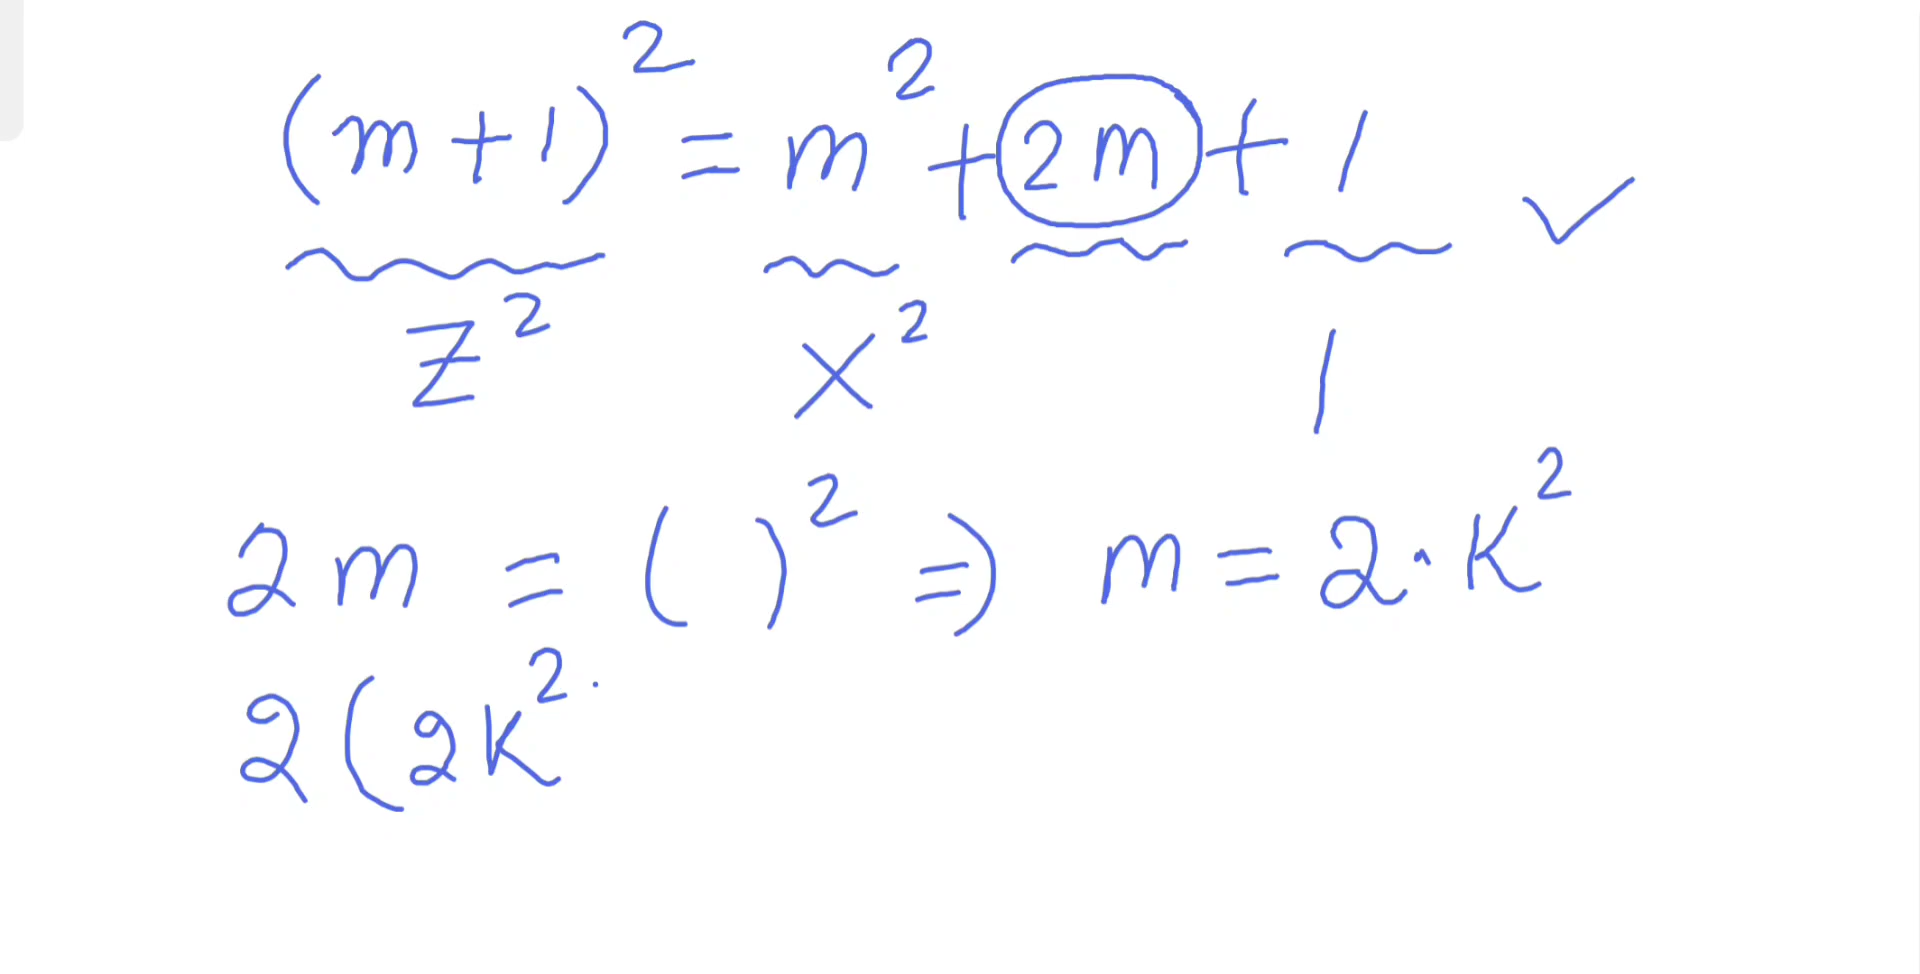 (m+1)² = m² + 2m + 1 ✓
z² x² 1
2m = ( )² ⇒ m = 2·K²
2(2K².